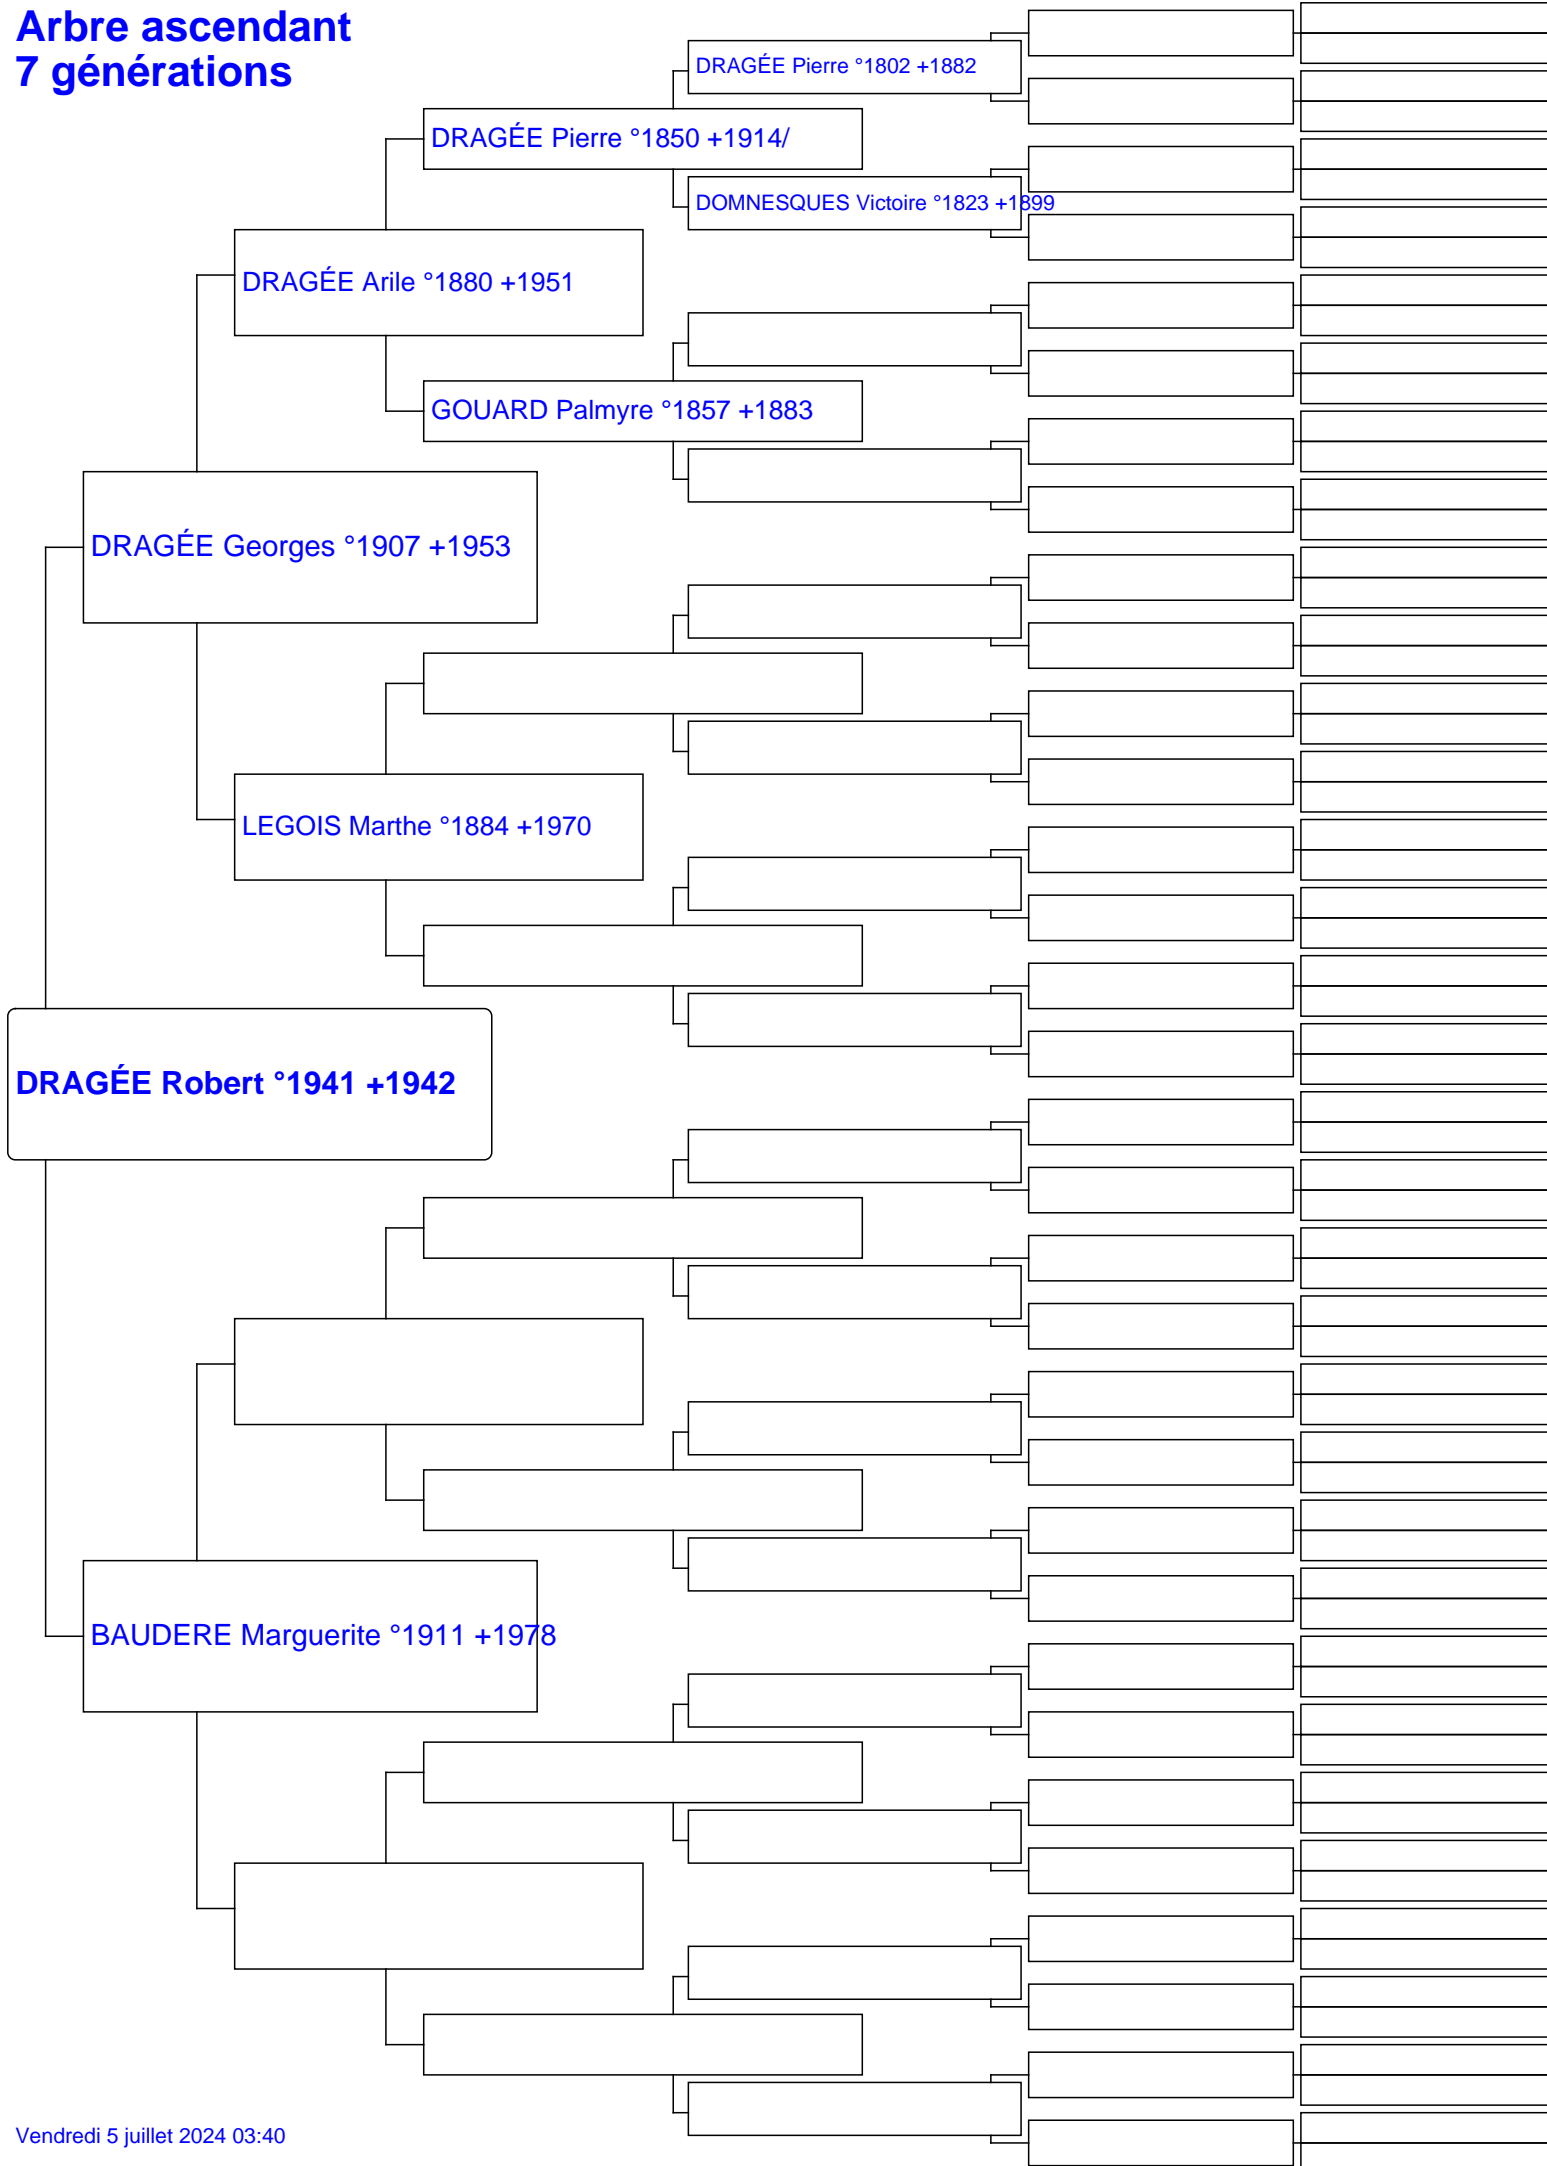 Arbre ascendant
7 générations
DRAGÉE Pierre °1802 +1882
DRAGÉE Pierre °1850 +1914/
DOMNESQUES Victoire °1823 +1899
DRAGÉE Arile °1880 +1951
GOUARD Palmyre °1857 +1883
DRAGÉE Georges °1907 +1953
LEGOIS Marthe °1884 +1970
DRAGÉE Robert °1941 +1942
BAUDERE Marguerite °1911 +1978
Vendredi 5 juillet 2024 03:40